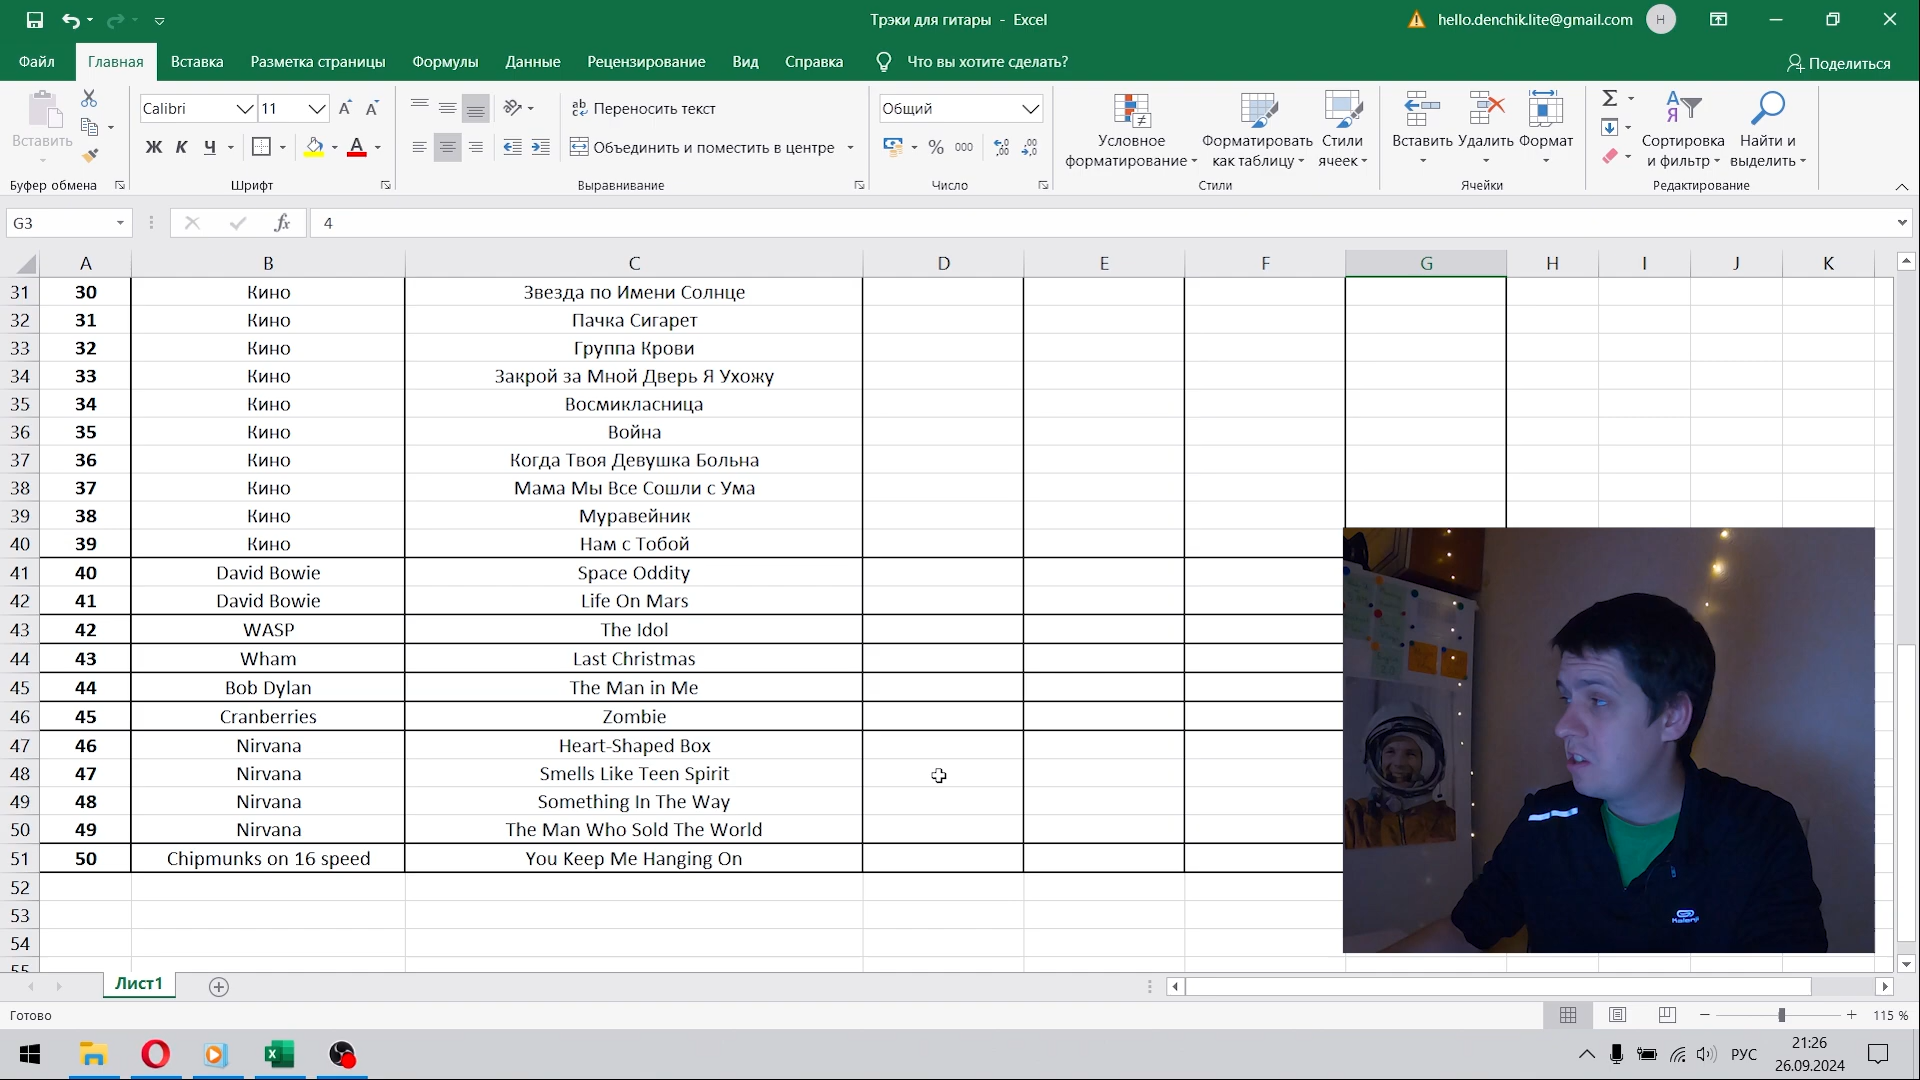 Трэки для гитары - Excel
hello.denchik.lite@gmail.com
H
Файл Главная Вставка Разметка страницы Формулы Данные Рецензирование Вид Справка Что вы хотите сделать? Поделиться
Вставить
Буфер обмена
Calibri 11
Ж К Ч А
Шрифт
Переносить текст
Объединить и поместить в центре
Выравнивание
Общий
% 000
Число
Условное форматирование
Форматировать как таблицу
Стили ячеек
Стили
Вставить Удалить Формат
Ячейки
Сортировка и фильтр
Найти и выделить
Редактирование
G3 fx 4
A B C D E F G H I J K
31 30 Кино Звезда по Имени Солнце
32 31 Кино Пачка Сигарет
33 32 Кино Группа Крови
34 33 Кино Закрой за Мной Дверь Я Ухожу
35 34 Кино Восмикласница
36 35 Кино Война
37 36 Кино Когда Твоя Девушка Больна
38 37 Кино Мама Мы Все Сошли с Ума
39 38 Кино Муравейник
40 39 Кино Нам с Тобой
41 40 David Bowie Space Oddity
42 41 David Bowie Life On Mars
43 42 WASP The Idol
44 43 Wham Last Christmas
45 44 Bob Dylan The Man in Me
46 45 Cranberries Zombie
47 46 Nirvana Heart-Shaped Box
48 47 Nirvana Smells Like Teen Spirit
49 48 Nirvana Something In The Way
50 49 Nirvana The Man Who Sold The World
51 50 Chipmunks on 16 speed You Keep Me Hanging On
52
53
54
55
Kalenji
Лист1
Готово
115 %
РУС
21:26
26.09.2024